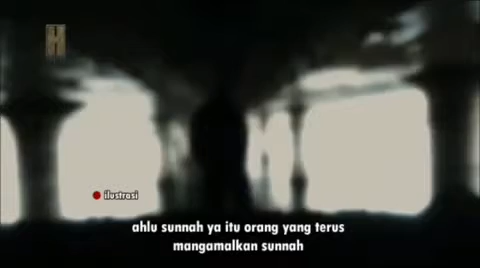 H
ilustrasi
ahlu sunnah ya itu orang yang terus
mangamalkan sunnah